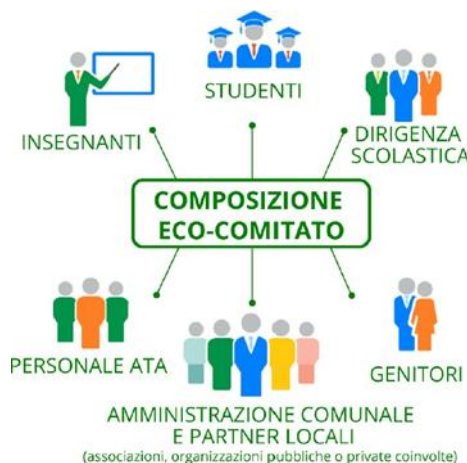 STUDENTI
INSEGNANTI
DIRIGENZA
SCOLASTICA
COMPOSIZIONE
ECO-COMITATO
PERSONALE ATA
GENITORI
AMMINISTRAZIONE COMUNALE
E PARTNER LOCALI
(associazioni, organizzazioni pubbliche o private coinvolte)